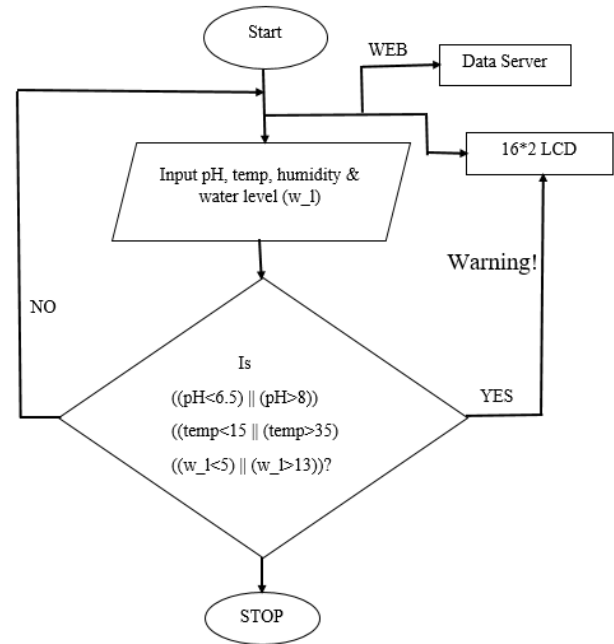 Start
WEB
Data Server
16*2 LCD
Input pH, temp, humidity &
water level (w_l)
Warning!
NO
Is
((pH<6.5) || (pH>8))
((temp<15 || (temp>35)
((w_l<5) || (w_l>13))?
YES
STOP